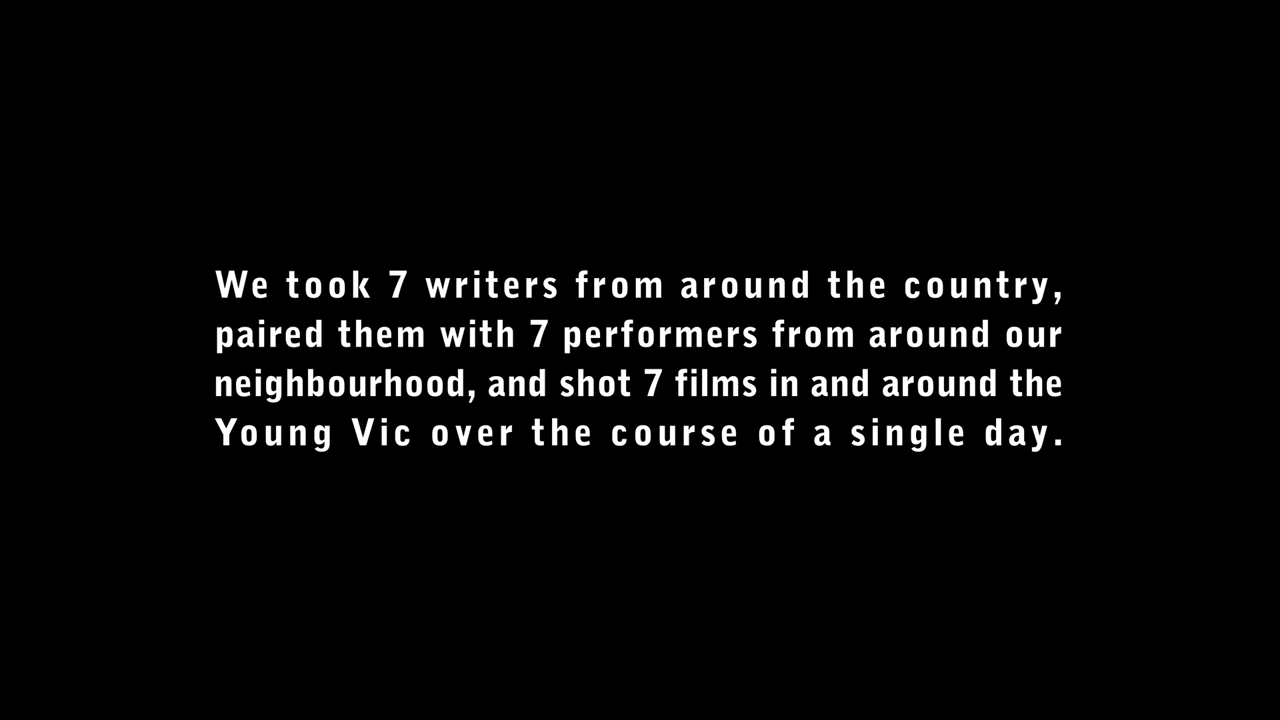 We took 7 writers from around the country,
paired them with 7 performers from around our
neighbourhood, and shot 7 films in and around the
Young Vic over the course of a single day.